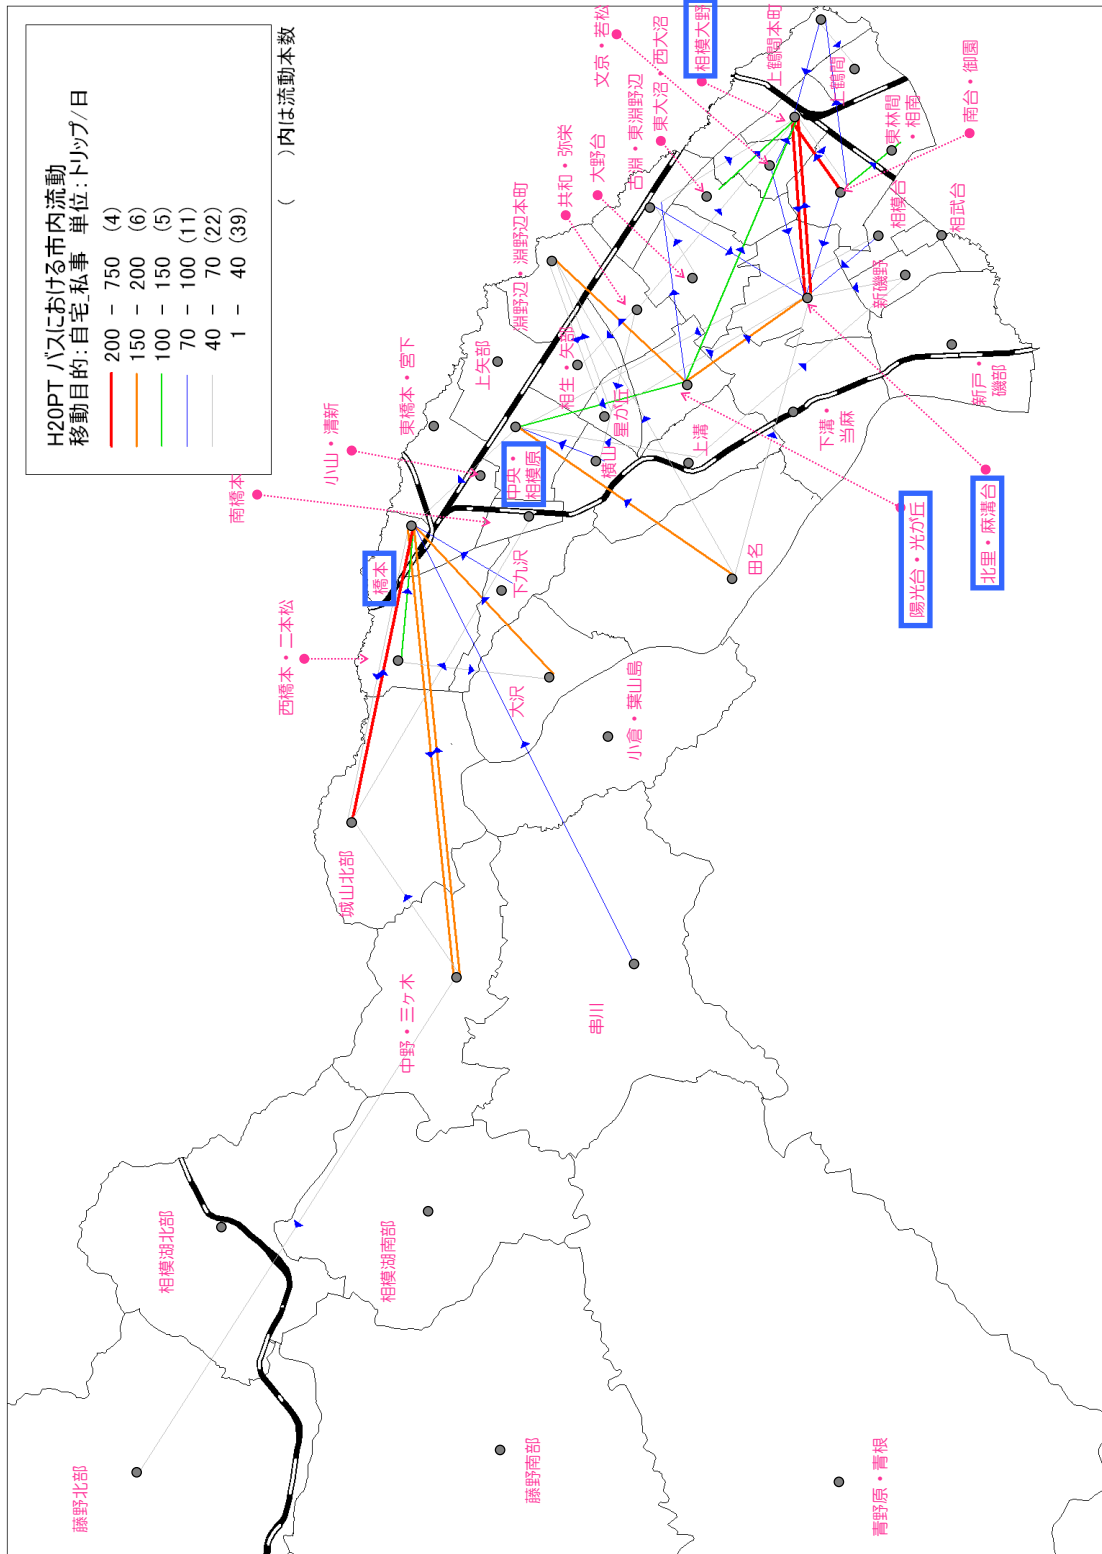 H20PT バスにおける市内流動
移動目的:自宅_私事 単位:トリップ/日
200 - 750 (4)
150 - 200 (6)
100 - 150 (5)
70 - 100 (11)
40 - 70 (22)
1 - 40 (39)
( )内は流動本数
藤野北部
相模湖北部
城山北部
西橋本・二本松
橋本
南橋本
小山・清新
東橋本・宮下
上矢部
淵野辺・淵野辺本町
共和・弥栄
大野台
古淵・東淵野辺
東大沼・西大沼
文京・若松
相模大野
上鶴間本町
上鶴間
東林間
・相南
南台・御園
相模台
相武台
新磯野
新戸・
磯部
下溝・
当麻
北里・麻溝台
陽光台・光が丘
上溝
星が丘
横山
相生・矢部
中央・
相模原
下九沢
田名
大沢
小倉・葉山島
中野・三ケ木
串川
相模湖南部
藤野南部
青野原・青根